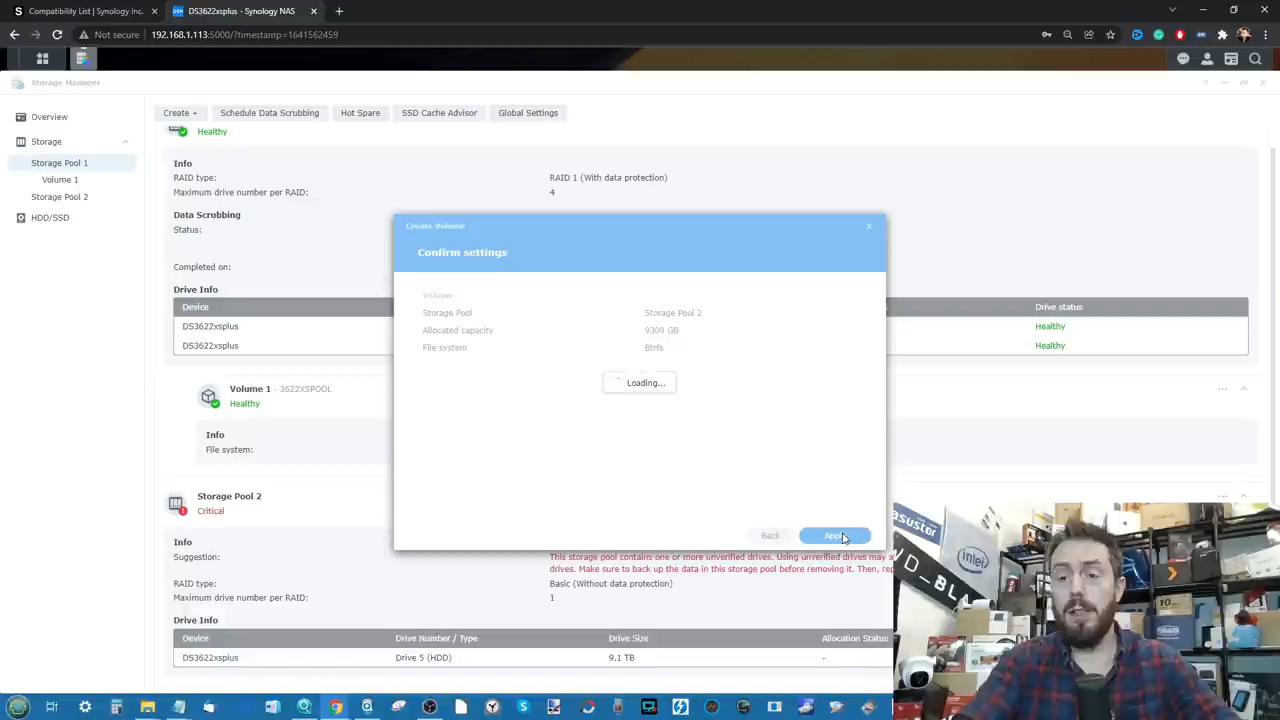 Compatibility List | Synology Inc.
DS3622xsplus - Synology NAS
Not secure
192.168.1.113:5000/?timestamp=1641562459
Storage Manager
Overview
Storage
Storage Pool 1
Volume 1
Storage Pool 2
HDD/SSD
Create
Schedule Data Scrubbing
Hot Spare
SSD Cache Advisor
Global Settings
Healthy
Info
RAID type:
RAID 1 (With data protection)
Maximum drive number per RAID:
4
Data Scrubbing
Status:
Completed on:
Drive Info
Device
Drive status
DS3622xsplus
Healthy
DS3622xsplus
Healthy
Volume 1 - 3622XSPOOL
Healthy
Info
File system:
Create Volume
Confirm settings
Volume
Storage Pool
Storage Pool 2
Allocated capacity
9309 GB
File system
Btrfs
Loading...
Back
Apply
Storage Pool 2
Critical
Info
Suggestion:
This storage pool contains one or more unverified drives. Using unverified drives may a
drives. Make sure to back up the data in this storage pool before removing it. Then, rep
RAID type:
Basic (Without data protection)
Maximum drive number per RAID:
1
Drive Info
Device
Drive Number / Type
Drive Size
Allocation Status
DS3622xsplus
Drive 5 (HDD)
9.1 TB
-
asustor
intel
WD_BLA